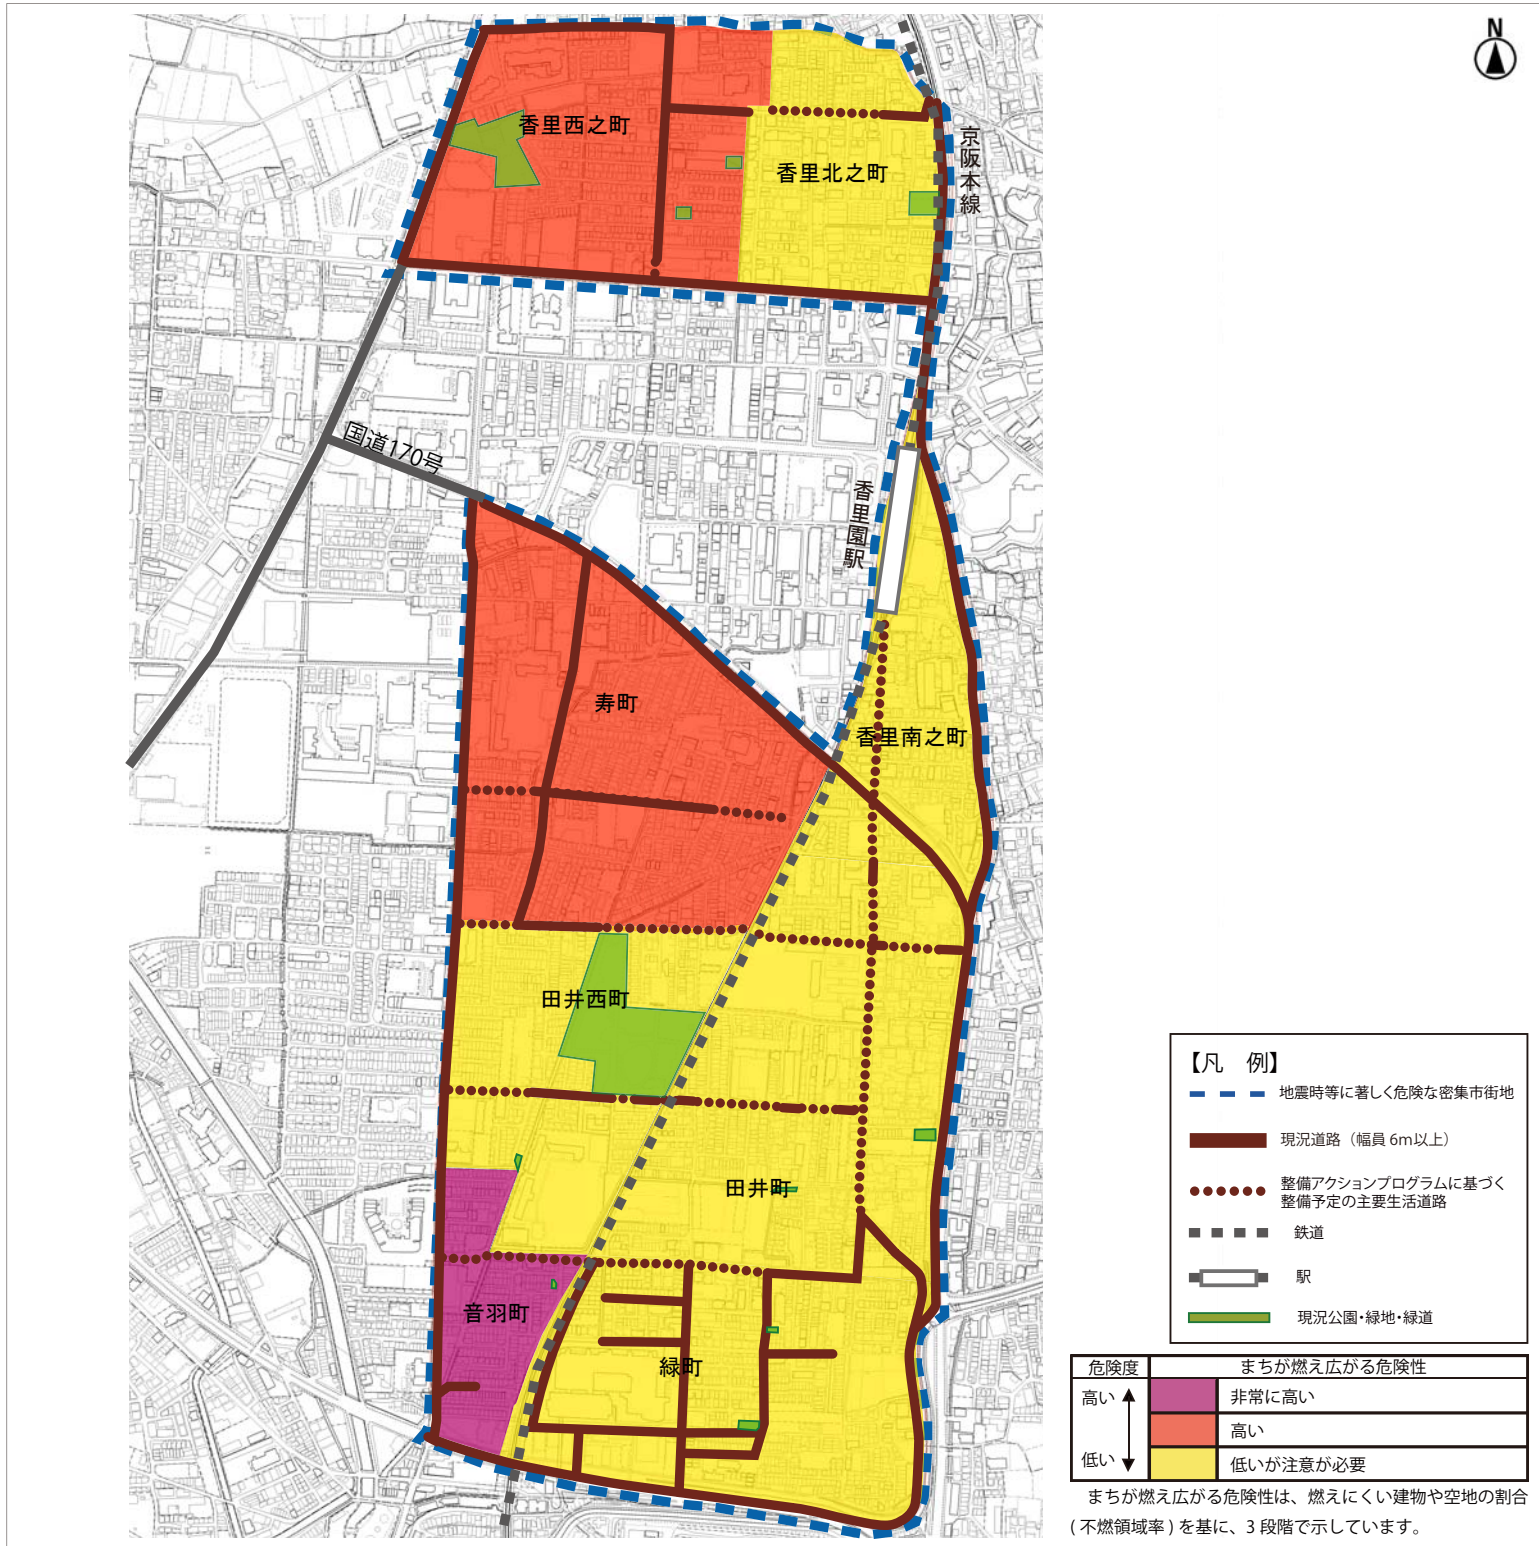 N
香里西之町
香里北之町
京阪本線
国道170号
香里園駅
寿町
香里南之町
田井西町
田井町
音羽町
緑町
【凡　例】
地震時等に著しく危険な密集市街地
現況道路（幅員 6m以上）
整備アクションプログラムに基づく
整備予定の主要生活道路
鉄道
駅
現況公園・緑地・緑道
危険度 まちが燃え広がる危険性
高い 非常に高い
高い
低い 低いが注意が必要
まちが燃え広がる危険性は、燃えにくい建物や空地の割合
( 不燃領域率 ) を基に、3 段階で示しています。